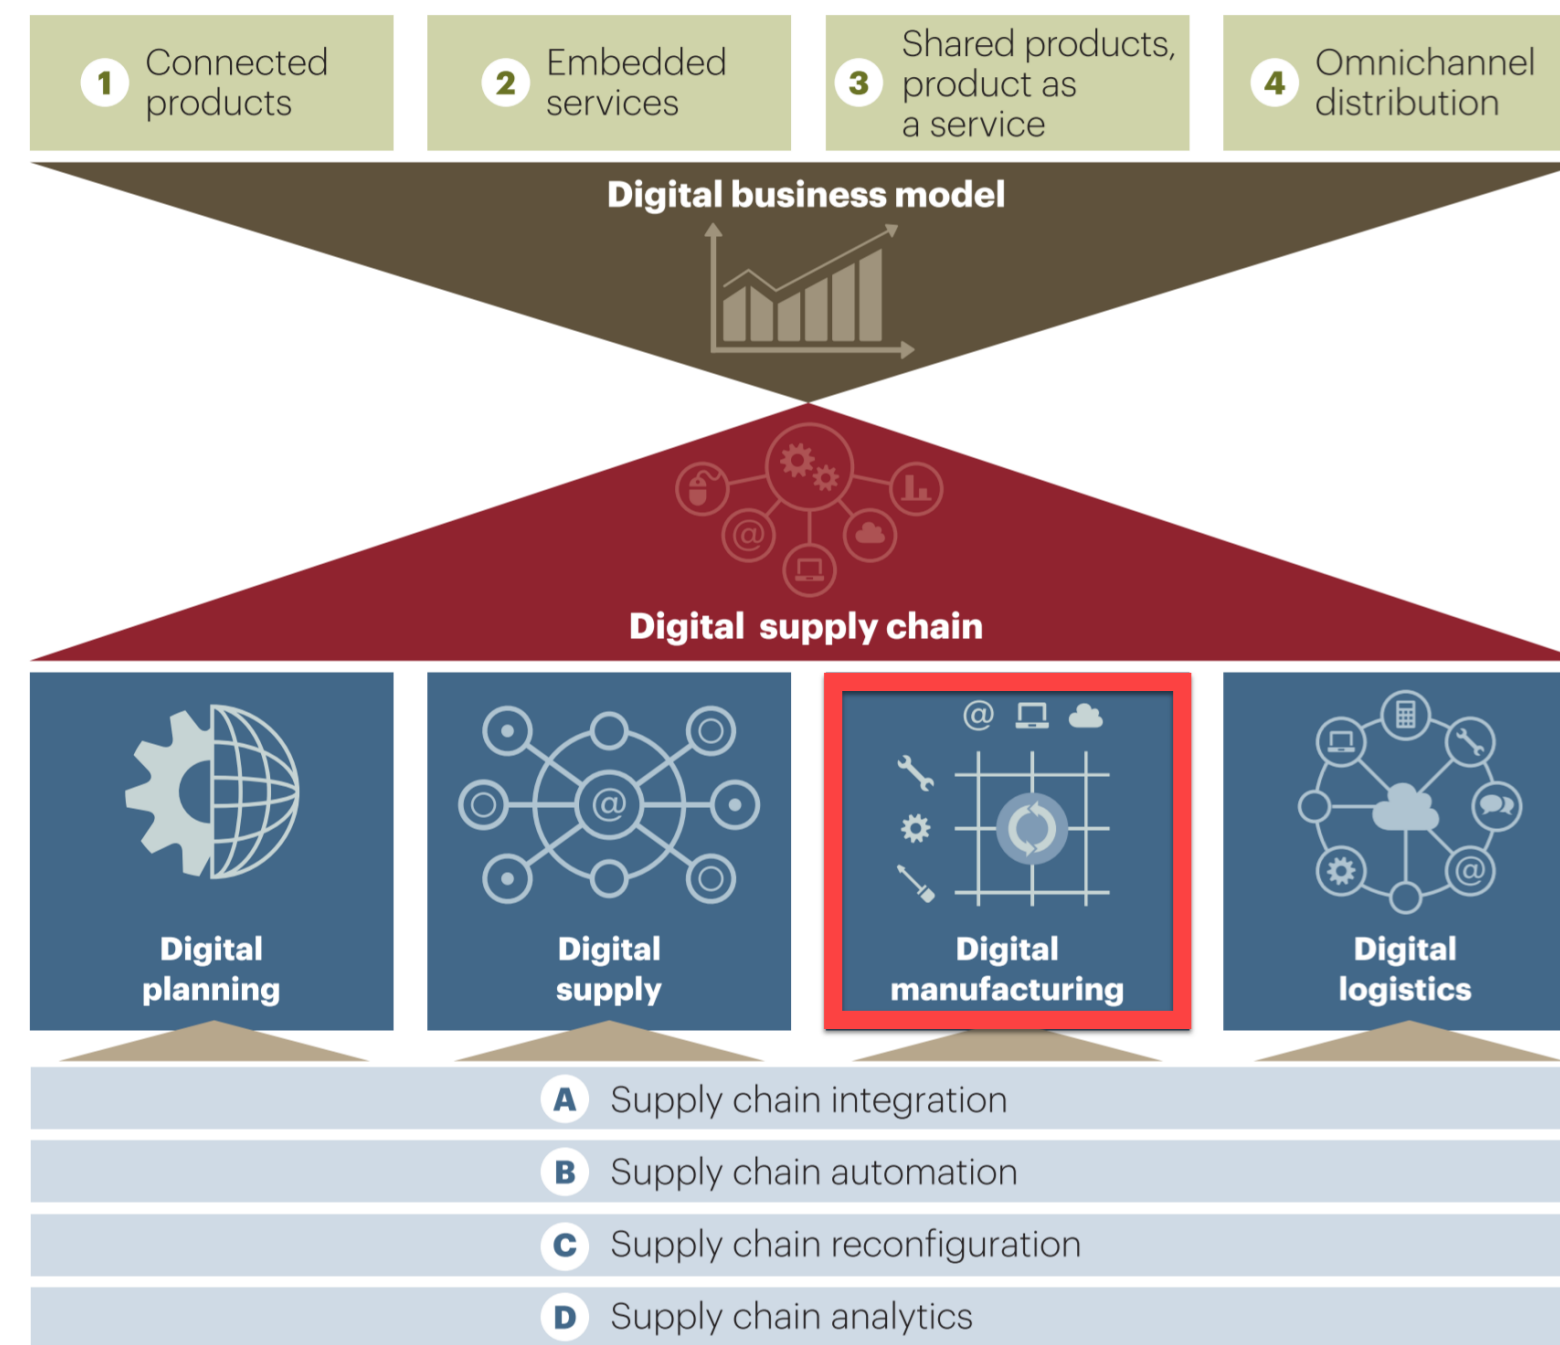 1 Connected
products
2 Embedded
services
3 Shared products,
product as
a service
4 Omnichannel
distribution
Digital business model
@
Digital supply chain
@
@
@
Digital
planning
Digital
supply
Digital
manufacturing
Digital
logistics
A Supply chain integration
B Supply chain automation
C Supply chain reconfiguration
D Supply chain analytics